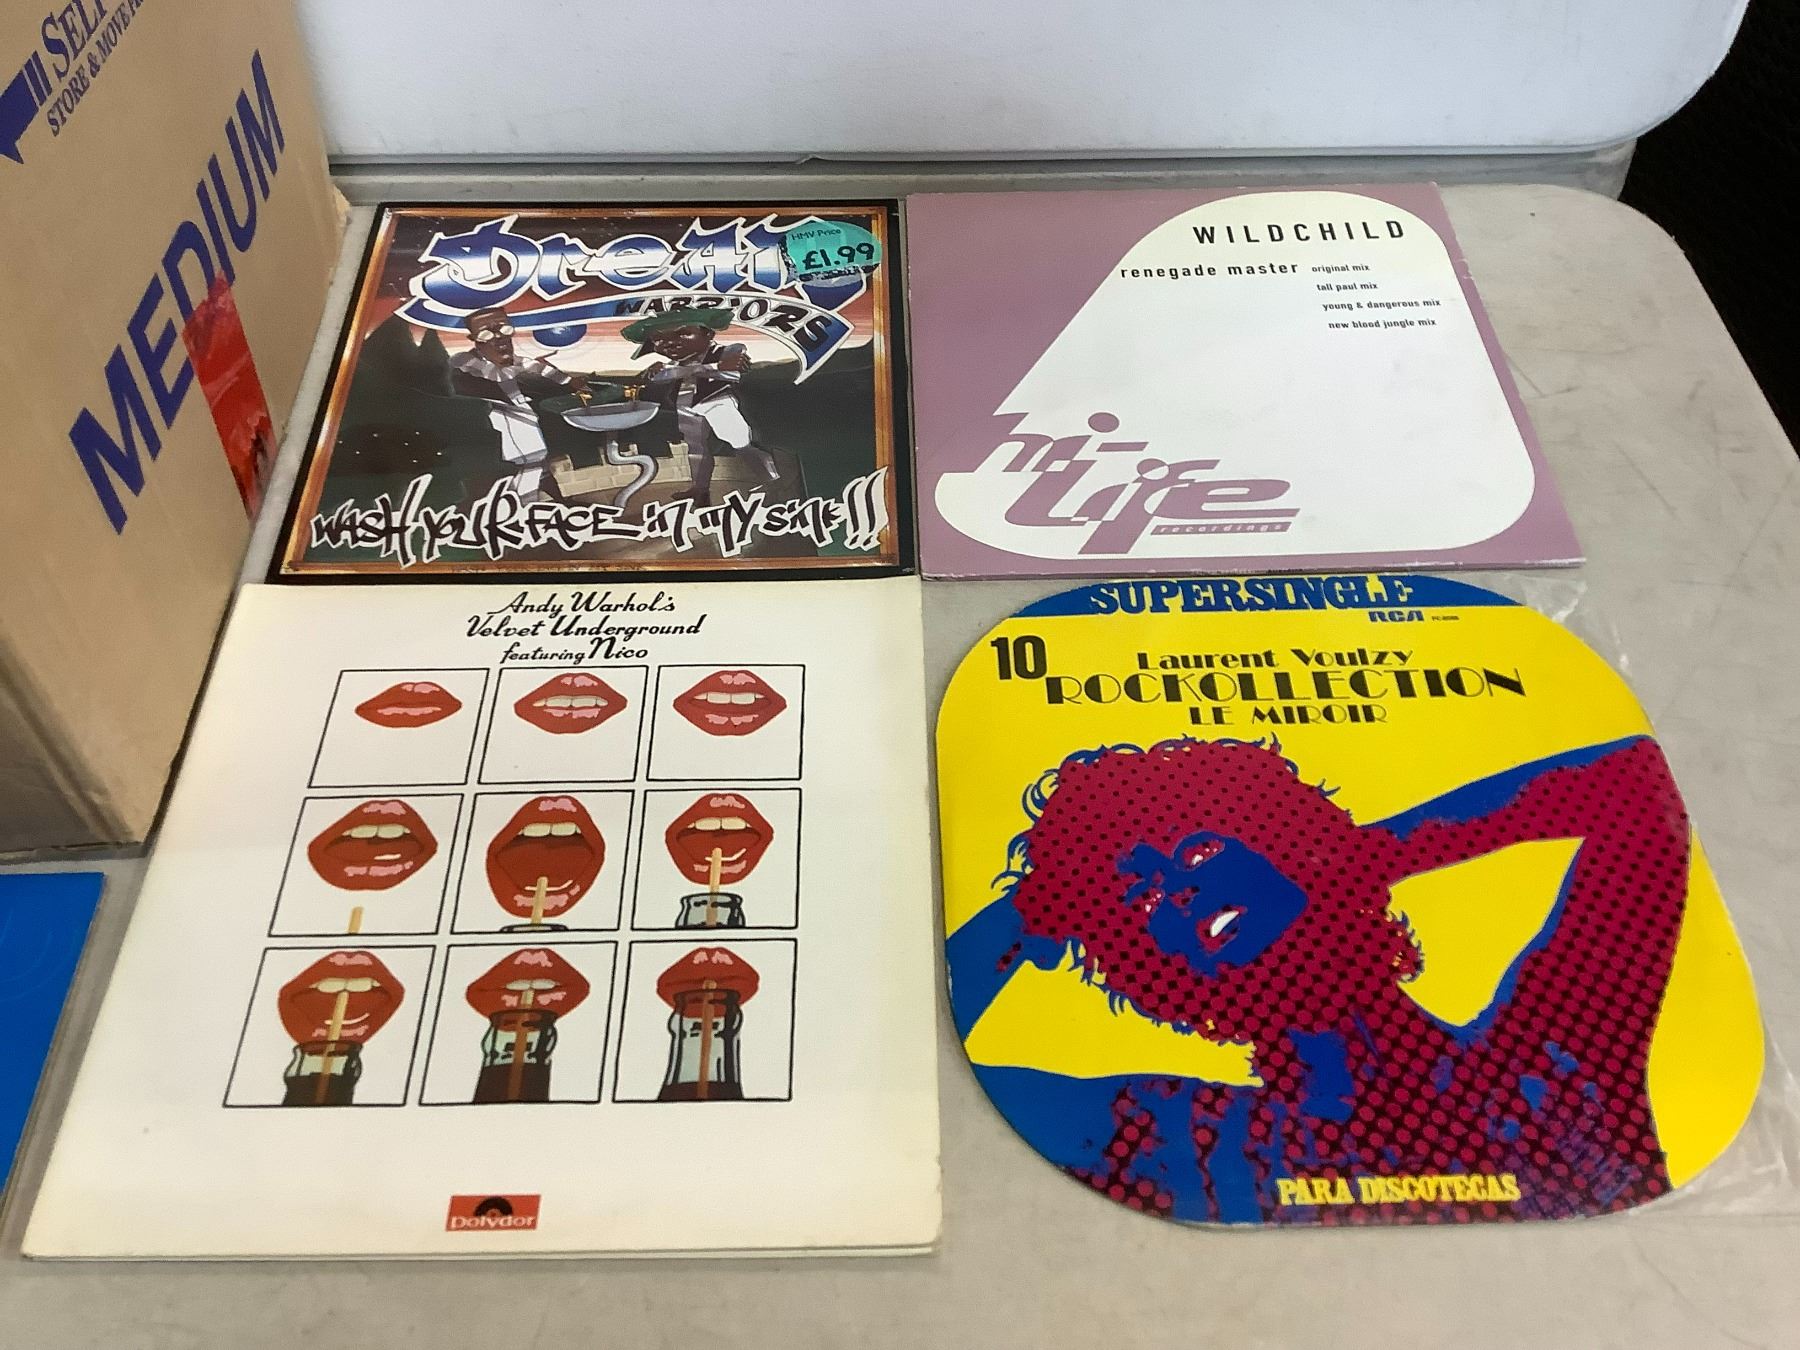 STORE & MOVE
MEDIUM
Dream
WARRIORS
HMV Price
£1.99
WASH YOUR FACE in mY sink!!
WILDCHILD
renegade master original mix
tall paul mix
young & dangerous mix
new blood jungle mix
hi-
Life
recordings
Andy Warhol's
Velvet Underground
featuring Nico
Polydor
SUPERSINGLE
RCA
10
Laurent Voulzy
ROCKOLLECTION
LE MIROIR
PARA DISCOTECAS